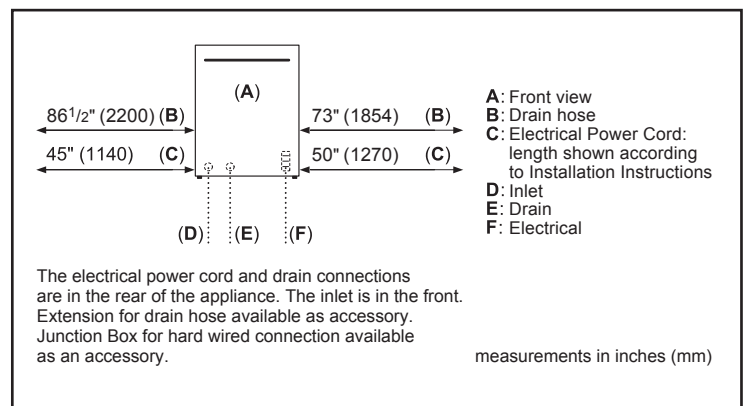 (A)
86 1/2" (2200) (B) 73" (1854) (B)
45" (1140) (C) 50" (1270) (C)
(D) (E) (F)
A: Front view
B: Drain hose
C: Electrical Power Cord:
length shown according
to Installation Instructions
D: Inlet
E: Drain
F: Electrical
The electrical power cord and drain connections
are in the rear of the appliance. The inlet is in the front.
Extension for drain hose available as accessory.
Junction Box for hard wired connection available
as an accessory.
measurements in inches (mm)